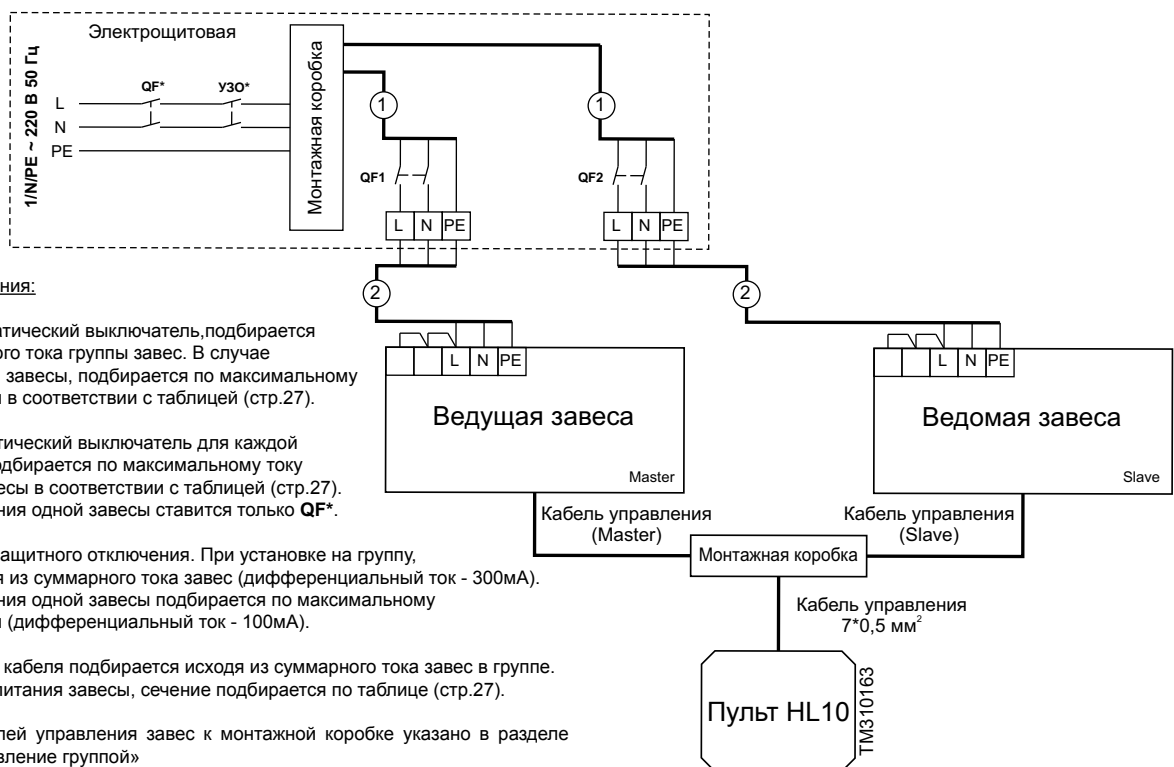 Электрощитовая
1/N/PE ~ 220 В 50 Гц
QF*
УЗО*
L
N
PE
Монтажная коробка
1
1
QF1
QF2
L N PE
L N PE
2
2
ния:
атический выключатель,подбирается
ого тока группы завес. В случае
завесы, подбирается по максимальному
в соответствии с таблицей (стр.27).
тический выключатель для каждой
одбирается по максимальному току
есы в соответствии с таблицей (стр.27).
ния одной завесы ставится только QF*.
ащитного отключения. При установке на группу,
из суммарного тока завес (дифференциальный ток - 300мА).
ния одной завесы подбирается по максимальному
(дифференциальный ток - 100мА).
кабеля подбирается исходя из суммарного тока завес в группе.
питания завесы, сечение подбирается по таблице (стр.27).
лей управления завес к монтажной коробке указано в разделе
вление группой»
L N PE
Ведущая завеса
Master
L N PE
Ведомая завеса
Slave
Кабель управления
(Master)
Кабель управления
(Slave)
Монтажная коробка
Кабель управления
7*0,5 мм²
Пульт HL10
TM310163